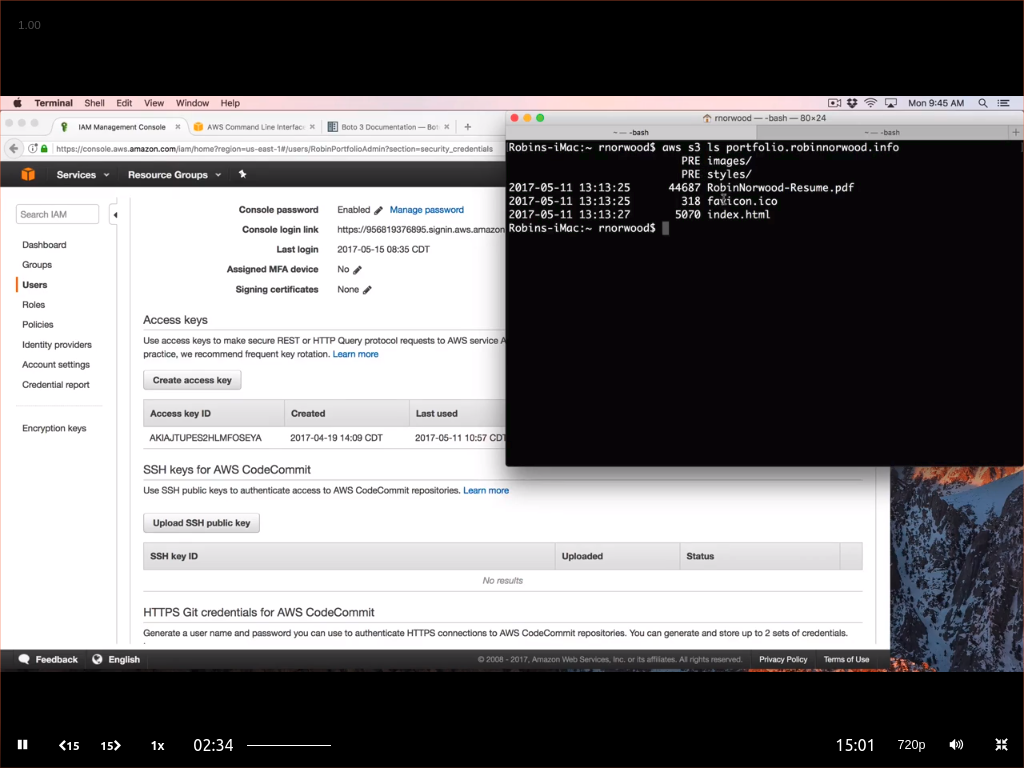 1.00
Terminal Shell Edit View Window Help
Mon 9:45 AM
IAM Management Console
AWS Command Line Interfac
Boto 3 Documentation — Bot
https://console.aws.amazon.com/iam/home?region=us-east-1#/users/RobinPortfolioAdmin?section=security_credentials
Services
Resource Groups
Search IAM
Dashboard
Groups
Users
Roles
Policies
Identity providers
Account settings
Credential report
Encryption keys
Console password Enabled Manage password
Console login link https://956819376895.signin.aws.amazon
Last login 2017-05-15 08:35 CDT
Assigned MFA device No
Signing certificates None
Access keys
Use access keys to make secure REST or HTTP Query protocol requests to AWS service A
practice, we recommend frequent key rotation. Learn more
Create access key
Access key ID Created Last used
AKIAJTUPES2HLMFOSEYA 2017-04-19 14:09 CDT 2017-05-11 10:57 CDT
SSH keys for AWS CodeCommit
Use SSH public keys to authenticate access to AWS CodeCommit repositories. Learn more
Upload SSH public key
SSH key ID Uploaded Status
No results
HTTPS Git credentials for AWS CodeCommit
Generate a user name and password you can use to authenticate HTTPS connections to AWS CodeCommit repositories. You can generate and store up to 2 sets of credentials.
Feedback English © 2008 - 2017, Amazon Web Services, Inc. or its affiliates. All rights reserved. Privacy Policy Terms of Use
rnorwood — -bash — 80×24
~ — -bash
~ — -bash
Robins-iMac:~ rnorwood$ aws s3 ls portfolio.robinnorwood.info
PRE images/
PRE styles/
2017-05-11 13:13:25 44687 RobinNorwood-Resume.pdf
2017-05-11 13:13:25 318 favicon.ico
2017-05-11 13:13:27 5070 index.html
Robins-iMac:~ rnorwood$
15 15 1x 02:34 15:01 720p